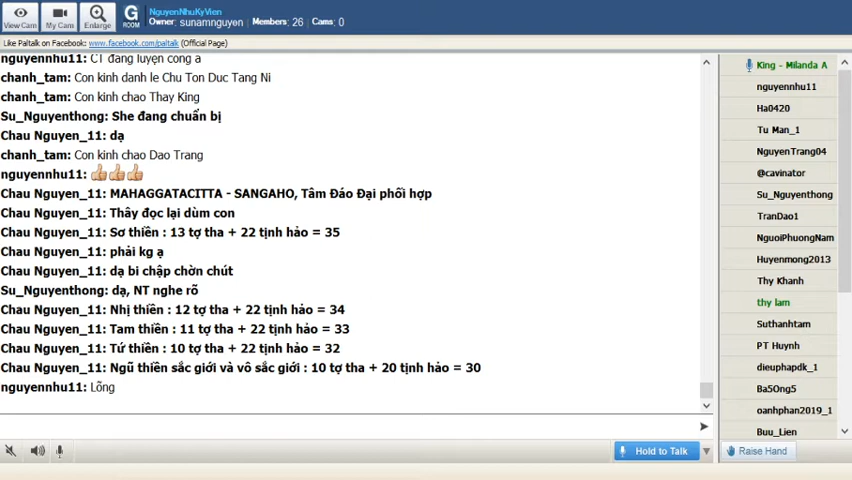 View Cam
My Cam
Enlarge
G
ROOM
NguyenNhuKyVien
Owner: sunamnguyen Members: 26 Cams: 0
Like Paltalk on Facebook: www.facebook.com/paltalk (Official Page)
nguyennhu11: CT đang luyện công ạ
chanh_tam: Con kinh danh le Chu Ton Duc Tang Ni
chanh_tam: Con kinh chao Thay King
Su_Nguyenthong: She đang chuẩn bị
Chau Nguyen_11: dạ
chanh_tam: Con kinh chao Dao Trang
nguyennhu11:
Chau Nguyen_11: MAHAGGATACITTA - SANGAHO, Tâm Đáo Đại phối hợp
Chau Nguyen_11: Thầy đọc lại dùm con
Chau Nguyen_11: Sơ thiền : 13 tợ tha + 22 tịnh hảo = 35
Chau Nguyen_11: phải kg ạ
Chau Nguyen_11: dạ bi chập chờn chút
Su_Nguyenthong: dạ, NT nghe rõ
Chau Nguyen_11: Nhị thiền : 12 tợ tha + 22 tịnh hảo = 34
Chau Nguyen_11: Tam thiền : 11 tợ tha + 22 tịnh hảo = 33
Chau Nguyen_11: Tứ thiền : 10 tợ tha + 22 tịnh hảo = 32
Chau Nguyen_11: Ngũ thiền sắc giới và vô sắc giới : 10 tợ tha + 20 tịnh hảo = 30
nguyennhu11: Lõng
Hold to Talk
King - Milanda A
nguyennhu11
Ha0420
Tu Man_1
NguyenTrang04
@cavinator
Su_Nguyenthong
TranDao1
NguoiPhuongNam
Huyenmong2013
Thy Khanh
thy lam
Suthanhtam
PT Huynh
dieuphapdk_1
Ba5Ong5
oanhphan2019_1
Buu_Lien
Raise Hand